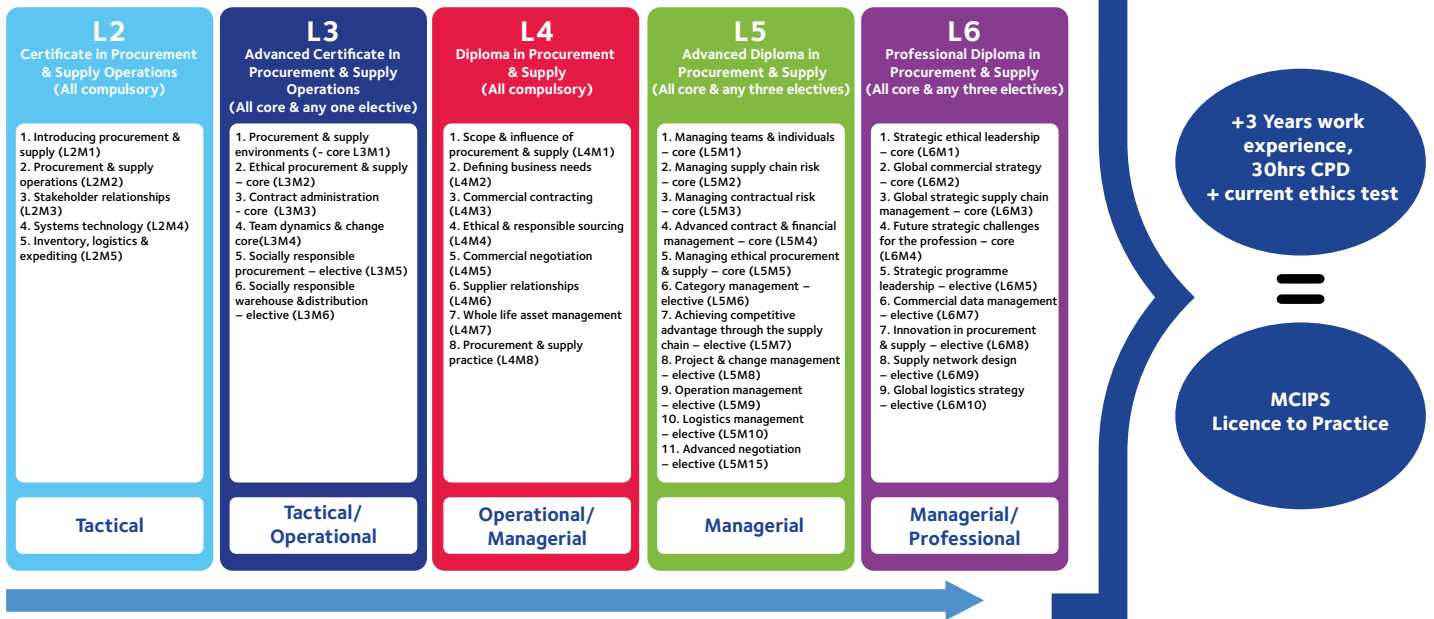 L2
Certificate in Procurement
& Supply Operations
(All compulsory)
1. Introducing procurement &
supply (L2M1)
2. Procurement & supply
operations (L2M2)
3. Stakeholder relationships
(L2M3)
4. Systems technology (L2M4)
5. Inventory, logistics &
expediting (L2M5)
Tactical
L3
Advanced Certificate In
Procurement & Supply
Operations
(All core & any one elective)
1. Procurement & supply
environments (- core L3M1)
2. Ethical procurement & supply
– core (L3M2)
3. Contract administration
- core (L3M3)
4. Team dynamics & change
core(L3M4)
5. Socially responsible
procurement – elective (L3M5)
6. Socially responsible
warehouse &distribution
– elective (L3M6)
Tactical/
Operational
L4
Diploma in Procurement
& Supply
(All compulsory)
1. Scope & influence of
procurement & supply (L4M1)
2. Defining business needs
(L4M2)
3. Commercial contracting
(L4M3)
4. Ethical & responsible sourcing
(L4M4)
5. Commercial negotiation
(L4M5)
6. Supplier relationships
(L4M6)
7. Whole life asset management
(L4M7)
8. Procurement & supply
practice (L4M8)
Operational/
Managerial
L5
Advanced Diploma in
Procurement & Supply
(All core & any three electives)
1. Managing teams & individuals
– core (L5M1)
2. Managing supply chain risk
– core (L5M2)
3. Managing contractual risk
– core (L5M3)
4. Advanced contract & financial
management – core (L5M4)
5. Managing ethical procurement
& supply – core (L5M5)
6. Category management –
elective (L5M6)
7. Achieving competitive
advantage through the supply
chain – elective (L5M7)
8. Project & change management
– elective (L5M8)
9. Operation management
– elective (L5M9)
10. Logistics management
– elective (L5M10)
11. Advanced negotiation
– elective (L5M15)
Managerial
L6
Professional Diploma in
Procurement & Supply
(All core & any three electives)
1. Strategic ethical leadership
– core (L6M1)
2. Global commercial strategy
– core (L6M2)
3. Global strategic supply chain
management – core (L6M3)
4. Future strategic challenges
for the profession – core
(L6M4)
5. Strategic programme
leadership – elective (L6M5)
6. Commercial data management
– elective (L6M7)
7. Innovation in procurement
& supply – elective (L6M8)
8. Supply network design
– elective (L6M9)
9. Global logistics strategy
– elective (L6M10)
Managerial/
Professional
+3 Years work
experience,
30hrs CPD
+ current ethics test
=
MCIPS
Licence to Practice